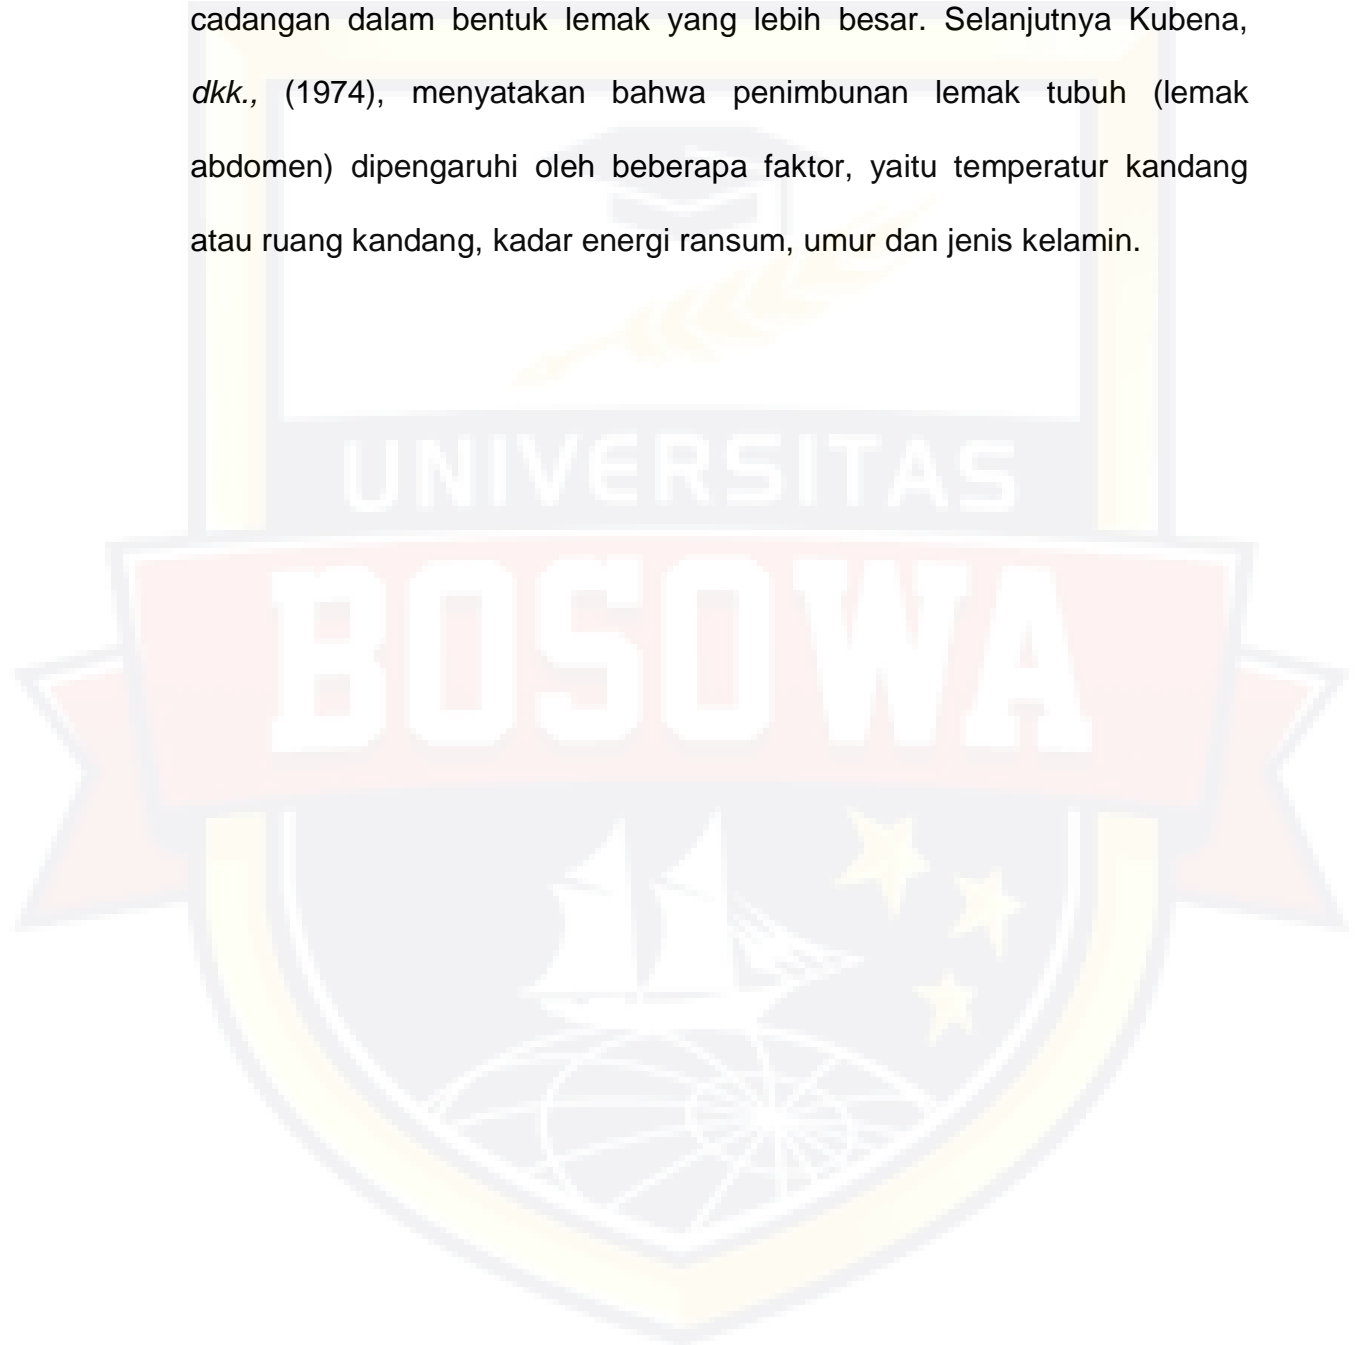 cadangan dalam bentuk lemak yang lebih besar. Selanjutnya Kubena,
dkk., (1974), menyatakan bahwa penimbunan lemak tubuh (lemak
abdomen) dipengaruhi oleh beberapa faktor, yaitu temperatur kandang
atau ruang kandang, kadar energi ransum, umur dan jenis kelamin.
UNIVERSITAS
BOSOWA